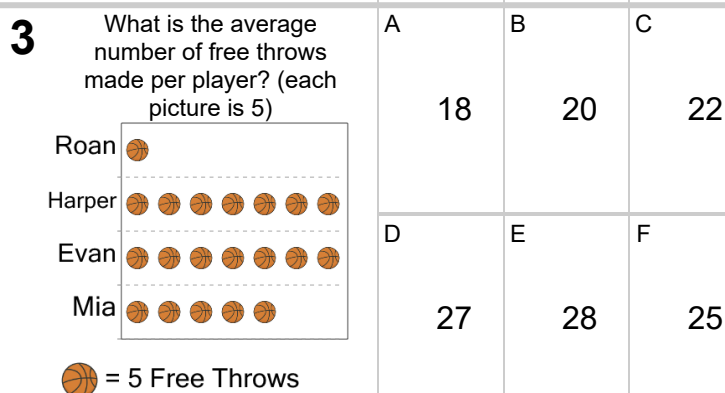 3
What is the average
number of free throws
made per player? (each
picture is 5)
Roan
Harper
Evan
Mia
= 5 Free Throws
A
18
B
20
C
22
D
27
E
28
F
25